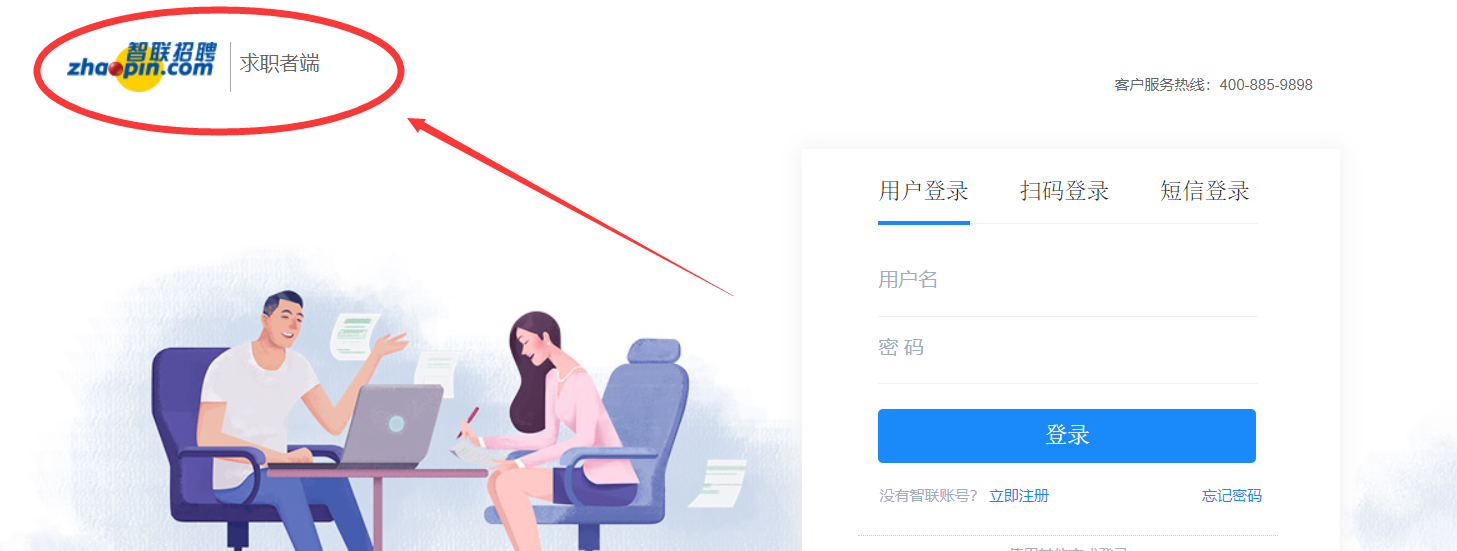 智联招聘
zhaopin.com
求职者端
客户服务热线：400-885-9898
用户登录 扫码登录 短信登录
用户名
密 码
登录
没有智联账号？ 立即注册 忘记密码